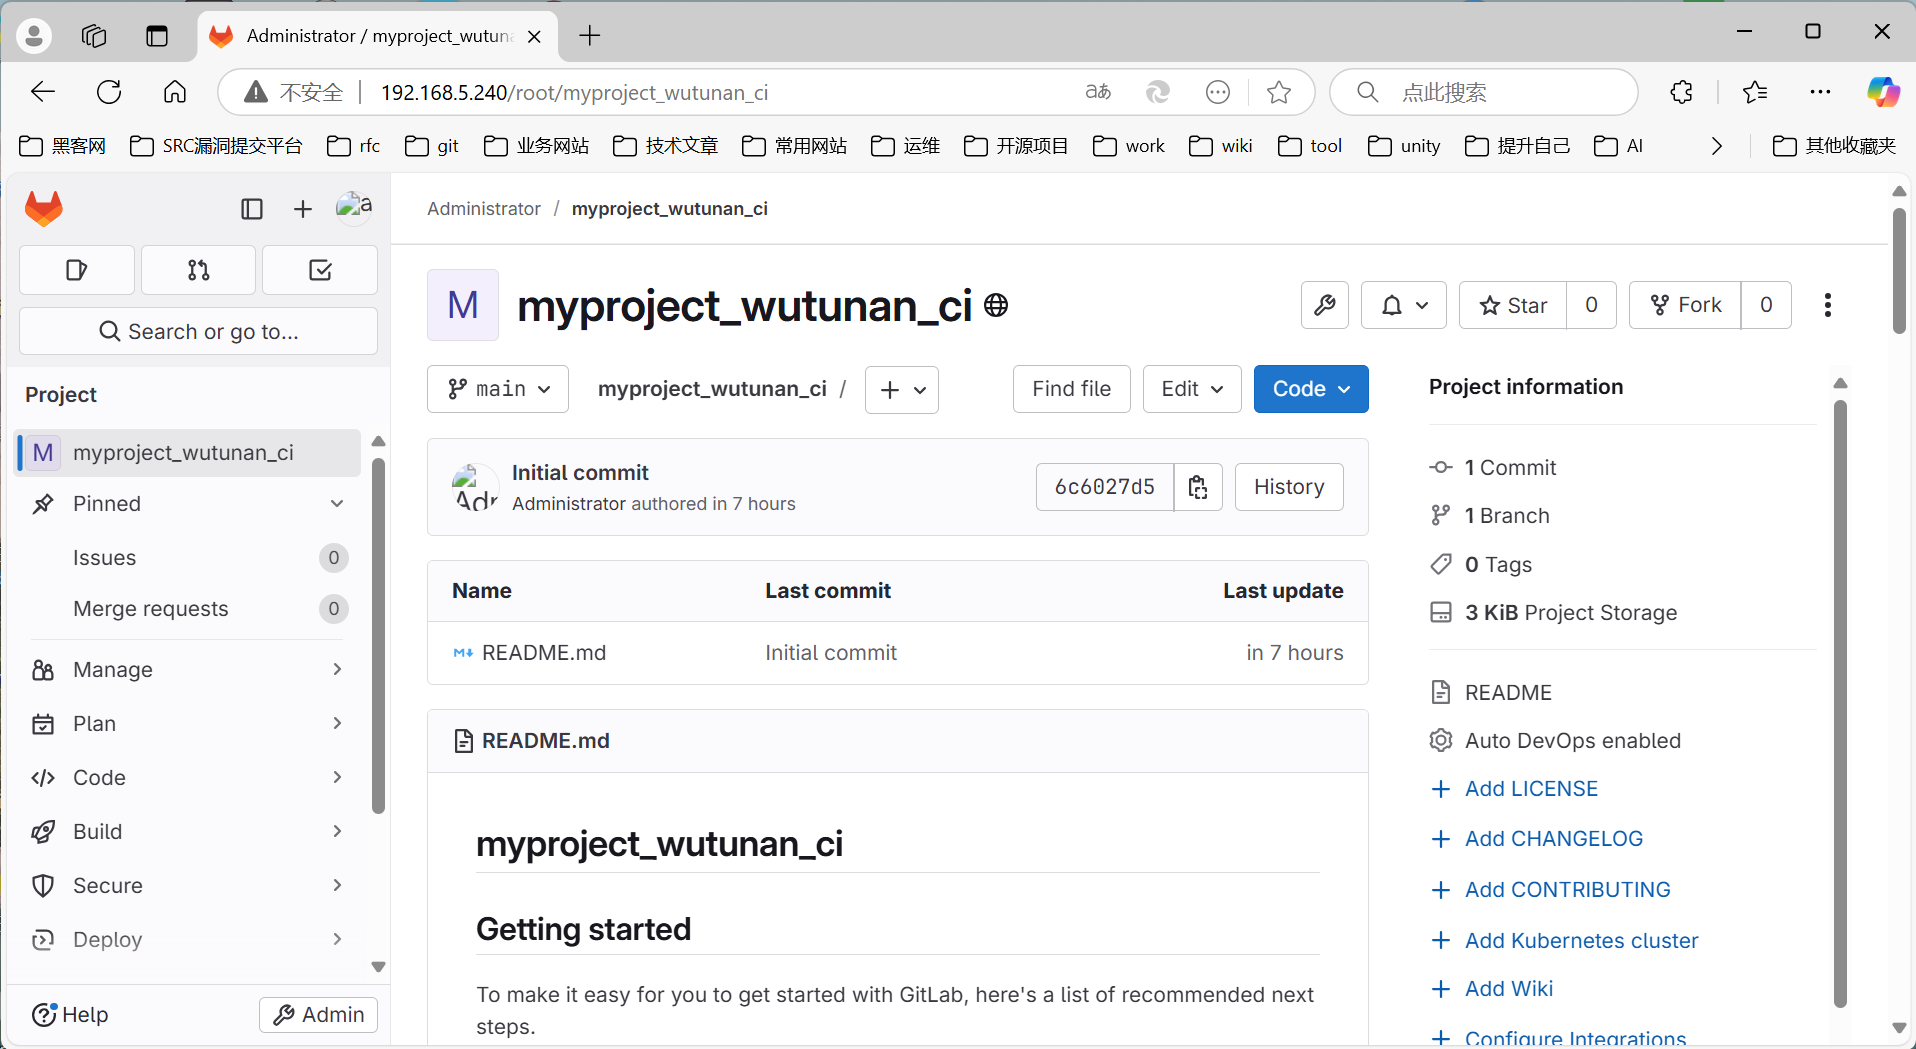 Administrator / myproject_wutuna
不安全 192.168.5.240/root/myproject_wutunan_ci 点此搜索
黑客网 SRC漏洞提交平台 rfc git 业务网站 技术文章 常用网站 运维 开源项目 work wiki tool unity 提升自己 AI 其他收藏夹
a
Search or go to...
Project
M myproject_wutunan_ci
Pinned
Issues 0
Merge requests 0
Manage
Plan
Code
Build
Secure
Deploy
Help Admin
Administrator / myproject_wutunan_ci
M myproject_wutunan_ci
Star 0 Fork 0
main myproject_wutunan_ci / Find file Edit Code
Adr
Initial commit
Administrator authored in 7 hours
6c6027d5 History
Name Last commit Last update
README.md Initial commit in 7 hours
README.md
myproject_wutunan_ci
Getting started
To make it easy for you to get started with GitLab, here's a list of recommended next
steps.
Project information
1 Commit
1 Branch
0 Tags
3 KiB Project Storage
README
Auto DevOps enabled
Add LICENSE
Add CHANGELOG
Add CONTRIBUTING
Add Kubernetes cluster
Add Wiki
Configure Integrations